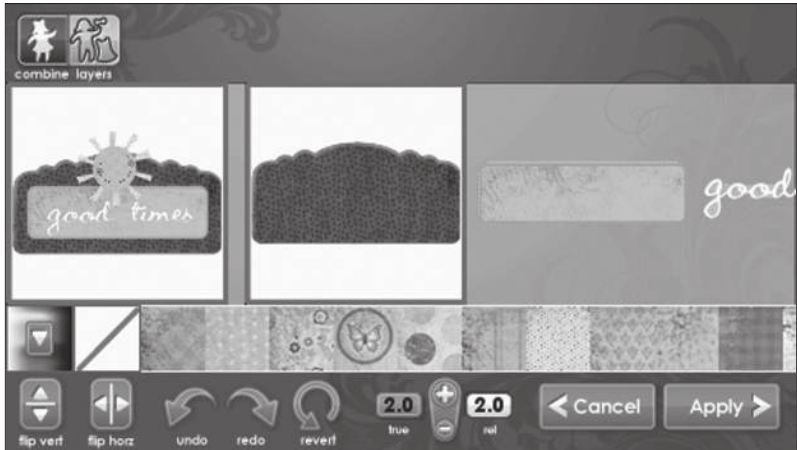 combine layers
good times
good
2.0 2.0
Cancel
Apply
flip vert flip horz undo redo revert true rel